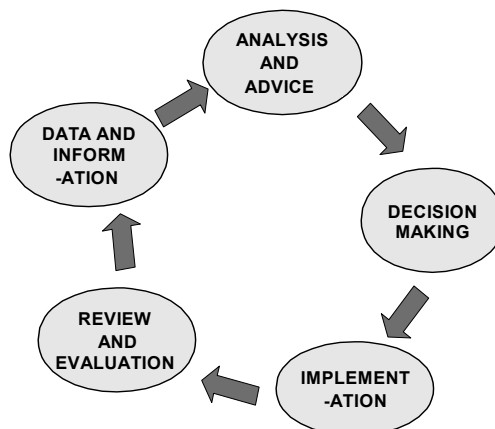 ANALYSIS
AND
ADVICE
DATA AND
INFORM
-ATION
DECISION
MAKING
REVIEW
AND
EVALUATION
IMPLEMENT
-ATION